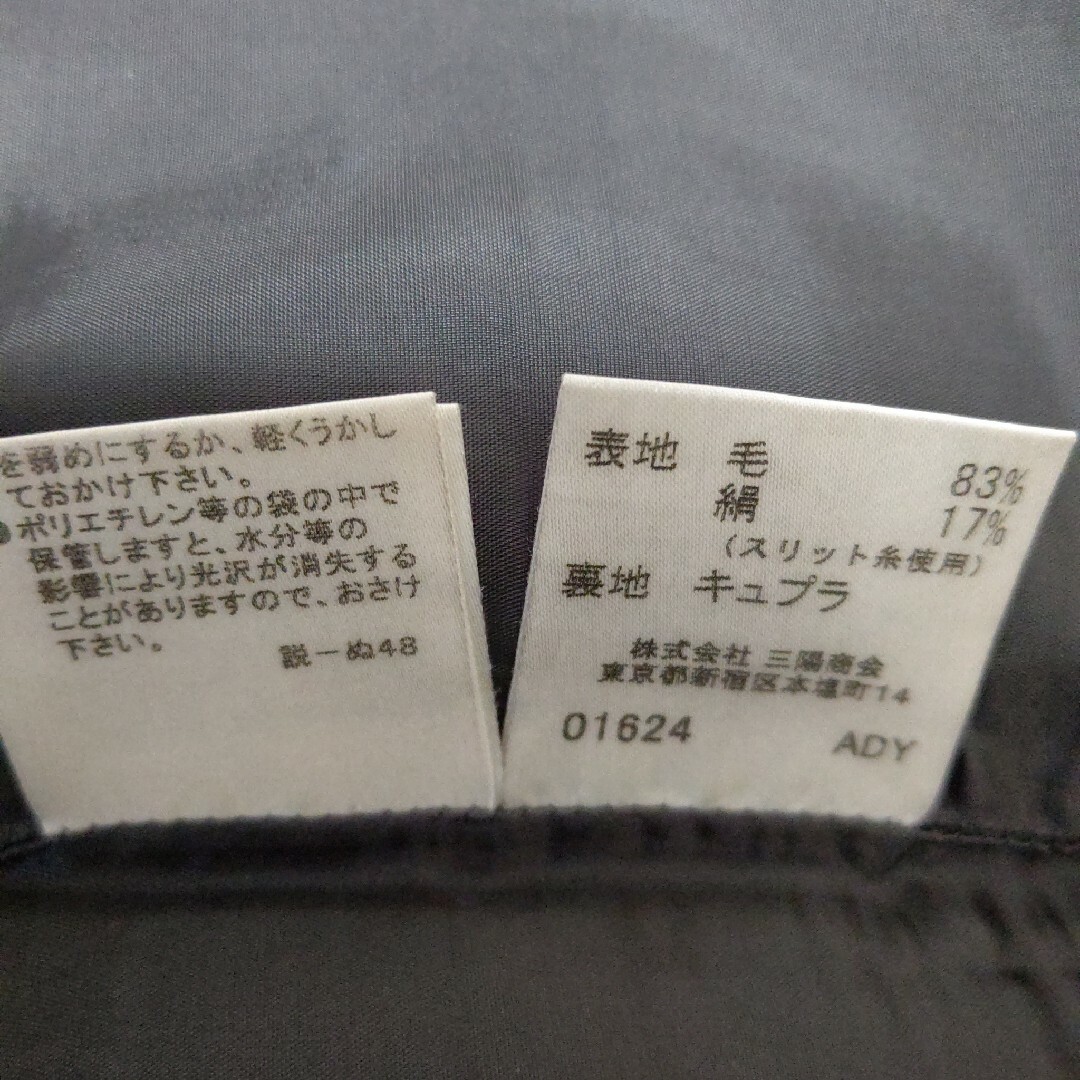 を弱めにするか、軽くうかし
ておかけ下さい。
●ポリエチレン等の袋の中で
保管しますと、水分等の
影響により光沢が消失する
ことがありますので、おさけ
下さい。
説－ぬ48
表地 毛 83%
絹 17%
(スリット糸使用)
裏地 キュプラ
株式会社 三陽商会
東京都新宿区本塩町14
01624 ADY